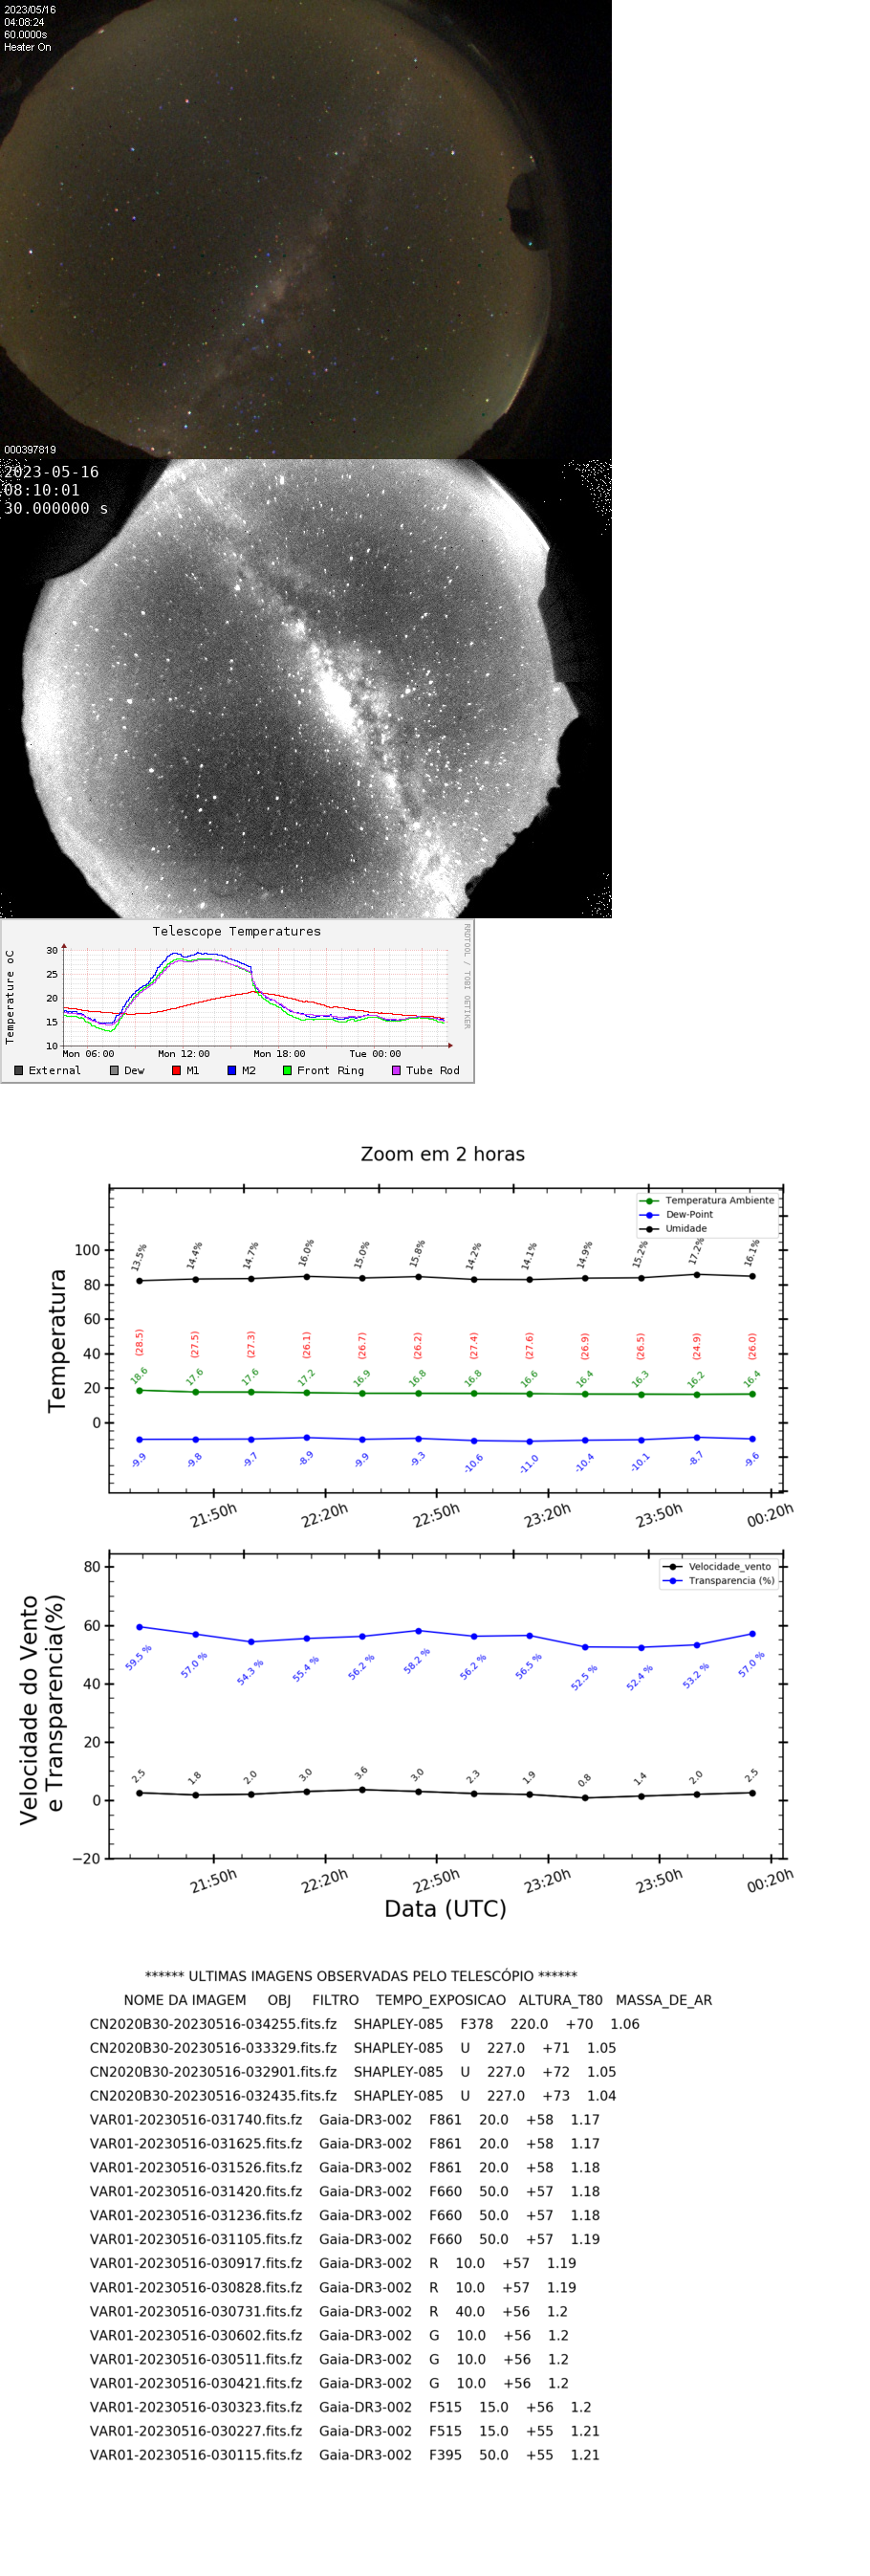 2023/05/16
04:08:24
60.0000s
Heater On
000397819
2023-05-16
08:10:01
30.000000 s
Telescope Temperatures
RRDTOOL / TOBI OETIKER
Temperature oC
30
25
20
15
10
Mon 06:00 Mon 12:00 Mon 18:00 Tue 00:00
External Dew M1 M2 Front Ring Tube Rod
Zoom em 2 horas
Temperatura Ambiente
Dew-Point
Umidade
Temperatura
100
80
60
40
20
0
13.5% 14.4% 14.7% 16.0% 15.0% 15.8% 14.2% 14.1% 14.9% 15.2% 17.2% 16.1%
(28.5) (27.5) (27.3) (26.1) (26.7) (26.2) (27.4) (27.6) (26.9) (26.5) (24.9) (26.0)
18.6 17.6 17.6 17.2 16.9 16.8 16.8 16.6 16.4 16.3 16.2 16.4
-9.9 -9.8 -9.7 -8.9 -9.9 -9.3 -10.6 -11.0 -10.4 -10.1 -8.7 -9.6
21:50h 22:20h 22:50h 23:20h 23:50h 00:20h
Velocidade_vento
Transparencia (%)
Velocidade do Vento
e Transparencia(%)
80
60
40
20
0
−20
59.5 % 57.0 % 54.3 % 55.4 % 56.2 % 58.2 % 56.2 % 56.5 % 52.5 % 52.4 % 53.2 % 57.0 %
2.5 1.8 2.0 3.0 3.6 3.0 2.3 1.9 0.8 1.4 2.0 2.5
21:50h 22:20h 22:50h 23:20h 23:50h 00:20h
Data (UTC)
****** ULTIMAS IMAGENS OBSERVADAS PELO TELESCÓPIO ******
NOME DA IMAGEM OBJ FILTRO TEMPO_EXPOSICAO ALTURA_T80 MASSA_DE_AR
CN2020B30-20230516-034255.fits.fz SHAPLEY-085 F378 220.0 +70 1.06
CN2020B30-20230516-033329.fits.fz SHAPLEY-085 U 227.0 +71 1.05
CN2020B30-20230516-032901.fits.fz SHAPLEY-085 U 227.0 +72 1.05
CN2020B30-20230516-032435.fits.fz SHAPLEY-085 U 227.0 +73 1.04
VAR01-20230516-031740.fits.fz Gaia-DR3-002 F861 20.0 +58 1.17
VAR01-20230516-031625.fits.fz Gaia-DR3-002 F861 20.0 +58 1.17
VAR01-20230516-031526.fits.fz Gaia-DR3-002 F861 20.0 +58 1.18
VAR01-20230516-031420.fits.fz Gaia-DR3-002 F660 50.0 +57 1.18
VAR01-20230516-031236.fits.fz Gaia-DR3-002 F660 50.0 +57 1.18
VAR01-20230516-031105.fits.fz Gaia-DR3-002 F660 50.0 +57 1.19
VAR01-20230516-030917.fits.fz Gaia-DR3-002 R 10.0 +57 1.19
VAR01-20230516-030828.fits.fz Gaia-DR3-002 R 10.0 +57 1.19
VAR01-20230516-030731.fits.fz Gaia-DR3-002 R 40.0 +56 1.2
VAR01-20230516-030602.fits.fz Gaia-DR3-002 G 10.0 +56 1.2
VAR01-20230516-030511.fits.fz Gaia-DR3-002 G 10.0 +56 1.2
VAR01-20230516-030421.fits.fz Gaia-DR3-002 G 10.0 +56 1.2
VAR01-20230516-030323.fits.fz Gaia-DR3-002 F515 15.0 +56 1.2
VAR01-20230516-030227.fits.fz Gaia-DR3-002 F515 15.0 +55 1.21
VAR01-20230516-030115.fits.fz Gaia-DR3-002 F395 50.0 +55 1.21